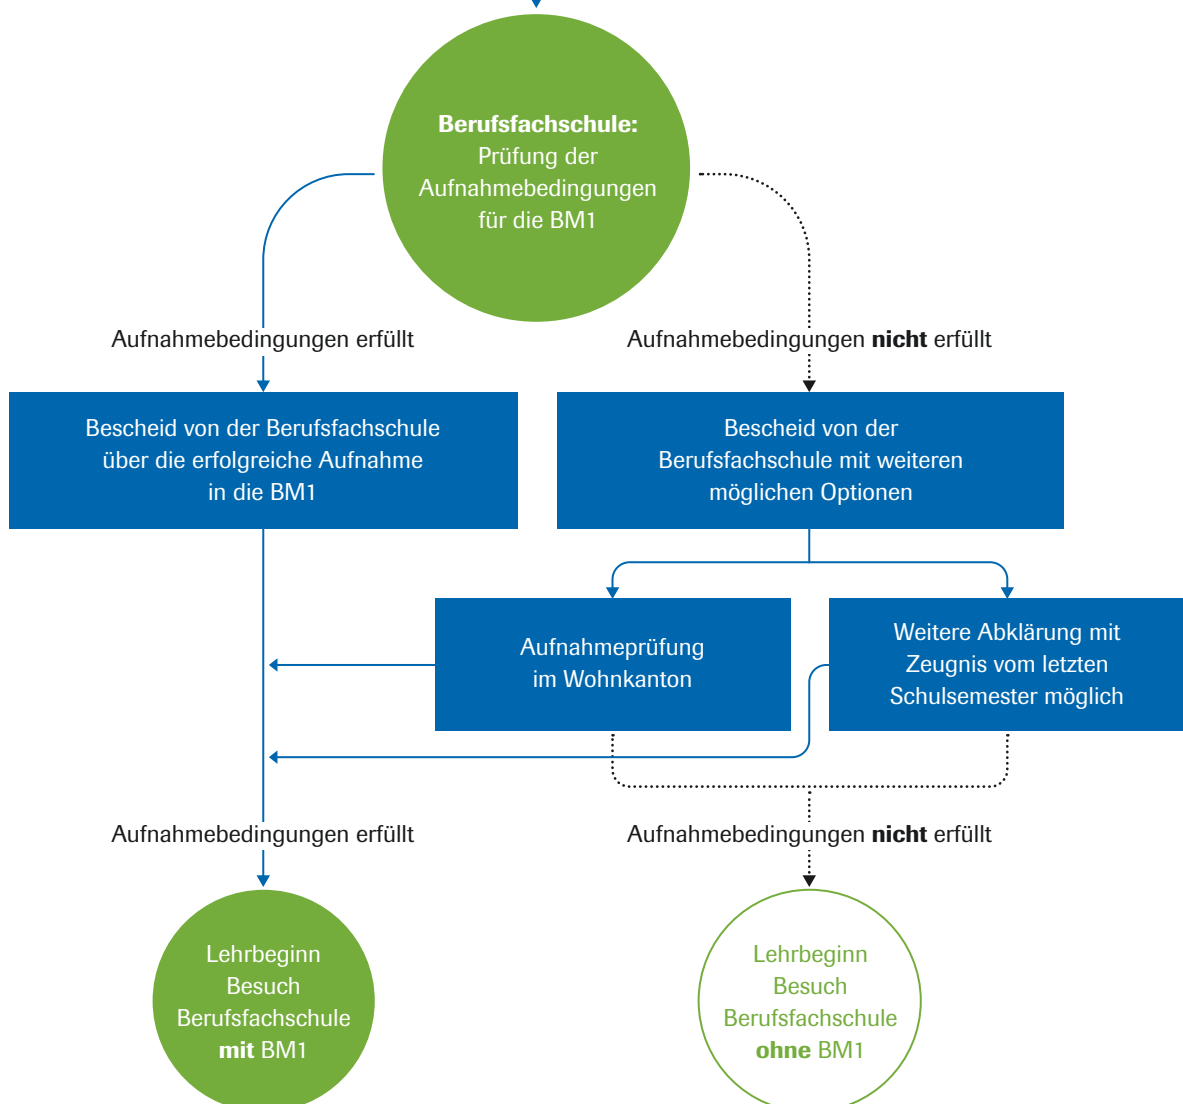 Berufsfachschule:
Prüfung der
Aufnahmebedingungen
für die BM1
Aufnahmebedingungen erfüllt
Aufnahmebedingungen nicht erfüllt
Bescheid von der Berufsfachschule
über die erfolgreiche Aufnahme
in die BM1
Bescheid von der
Berufsfachschule mit weiteren
möglichen Optionen
Aufnahmeprüfung
im Wohnkanton
Weitere Abklärung mit
Zeugnis vom letzten
Schulsemester möglich
Aufnahmebedingungen erfüllt
Aufnahmebedingungen nicht erfüllt
Lehrbeginn
Besuch
Berufsfachschule
mit BM1
Lehrbeginn
Besuch
Berufsfachschule
ohne BM1